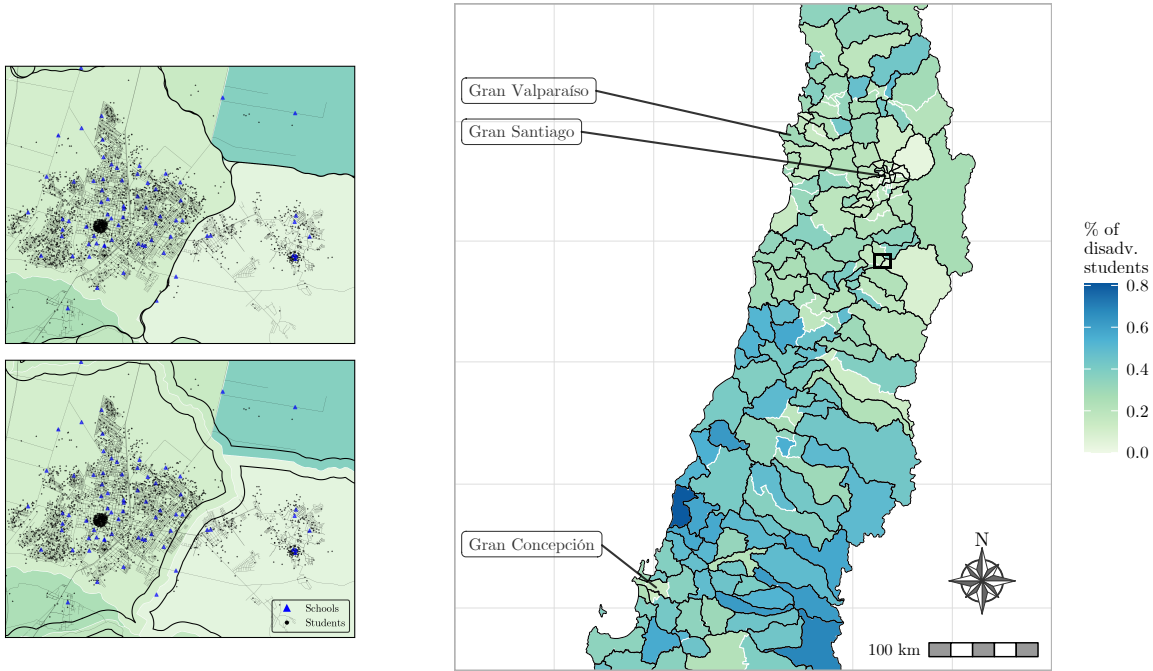 Schools
Students
Gran Valparaíso
Gran Santiago
Gran Concepción
N
100 km
% of
disadv.
students
0.8
0.6
0.4
0.2
0.0